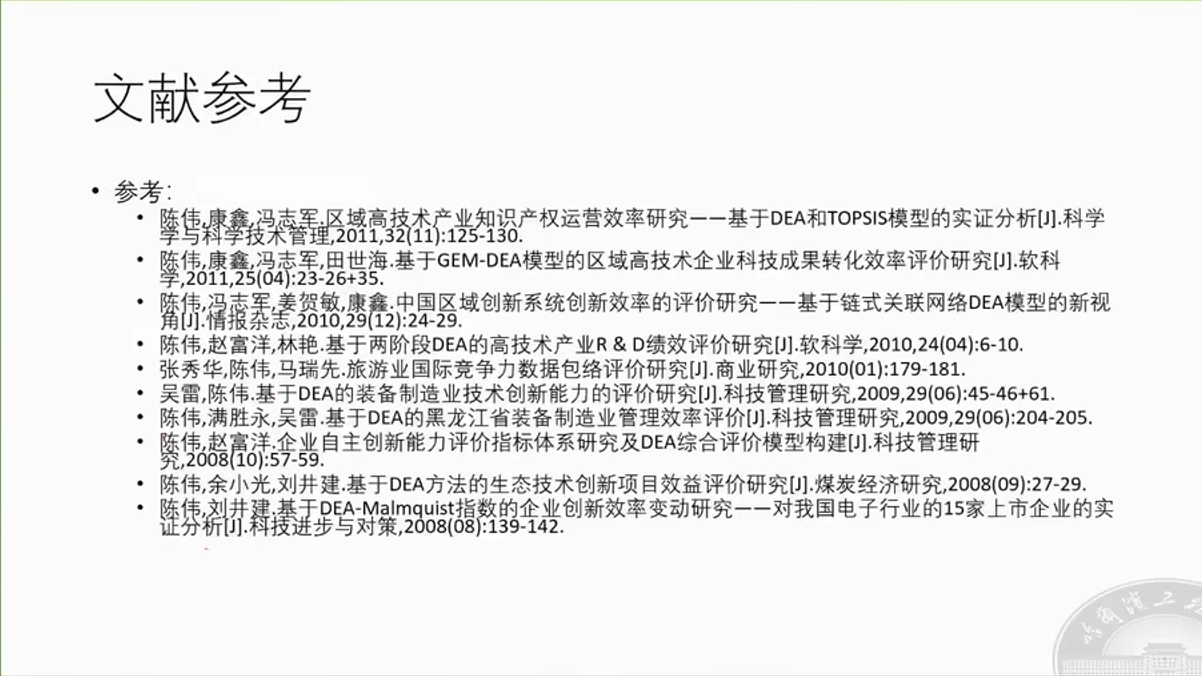 文献参考
• 参考:
• 陈伟,康鑫,冯志军.区域高技术产业知识产权运营效率研究——基于DEA和TOPSIS模型的实证分析[J].科学
学与科学技术管理,2011,32(11):125-130.
• 陈伟,康鑫,冯志军,田世海.基于GEM-DEA模型的区域高技术企业科技成果转化效率评价研究[J].软科
学,2011,25(04):23-26+35.
• 陈伟,冯志军,姜贺敏,康鑫.中国区域创新系统创新效率的评价研究——基于链式关联网络DEA模型的新视
角[J].情报杂志,2010,29(12):24-29.
• 陈伟,赵富洋,林艳.基于两阶段DEA的高技术产业R & D绩效评价研究[J].软科学,2010,24(04):6-10.
• 张秀华,陈伟,马瑞先.旅游业国际竞争力数据包络评价研究[J].商业研究,2010(01):179-181.
• 吴雷,陈伟.基于DEA的装备制造业技术创新能力的评价研究[J].科技管理研究,2009,29(06):45-46+61.
• 陈伟,满胜永,吴雷.基于DEA的黑龙江省装备制造业管理效率评价[J].科技管理研究,2009,29(06):204-205.
• 陈伟,赵富洋.企业自主创新能力评价指标体系研究及DEA综合评价模型构建[J].科技管理研
究,2008(10):57-59.
• 陈伟,余小光,刘井建.基于DEA方法的生态技术创新项目效益评价研究[J].煤炭经济研究,2008(09):27-29.
• 陈伟,刘井建.基于DEA-Malmquist指数的企业创新效率变动研究——对我国电子行业的15家上市企业的实
证分析[J].科技进步与对策,2008(08):139-142.
哈尔滨工程